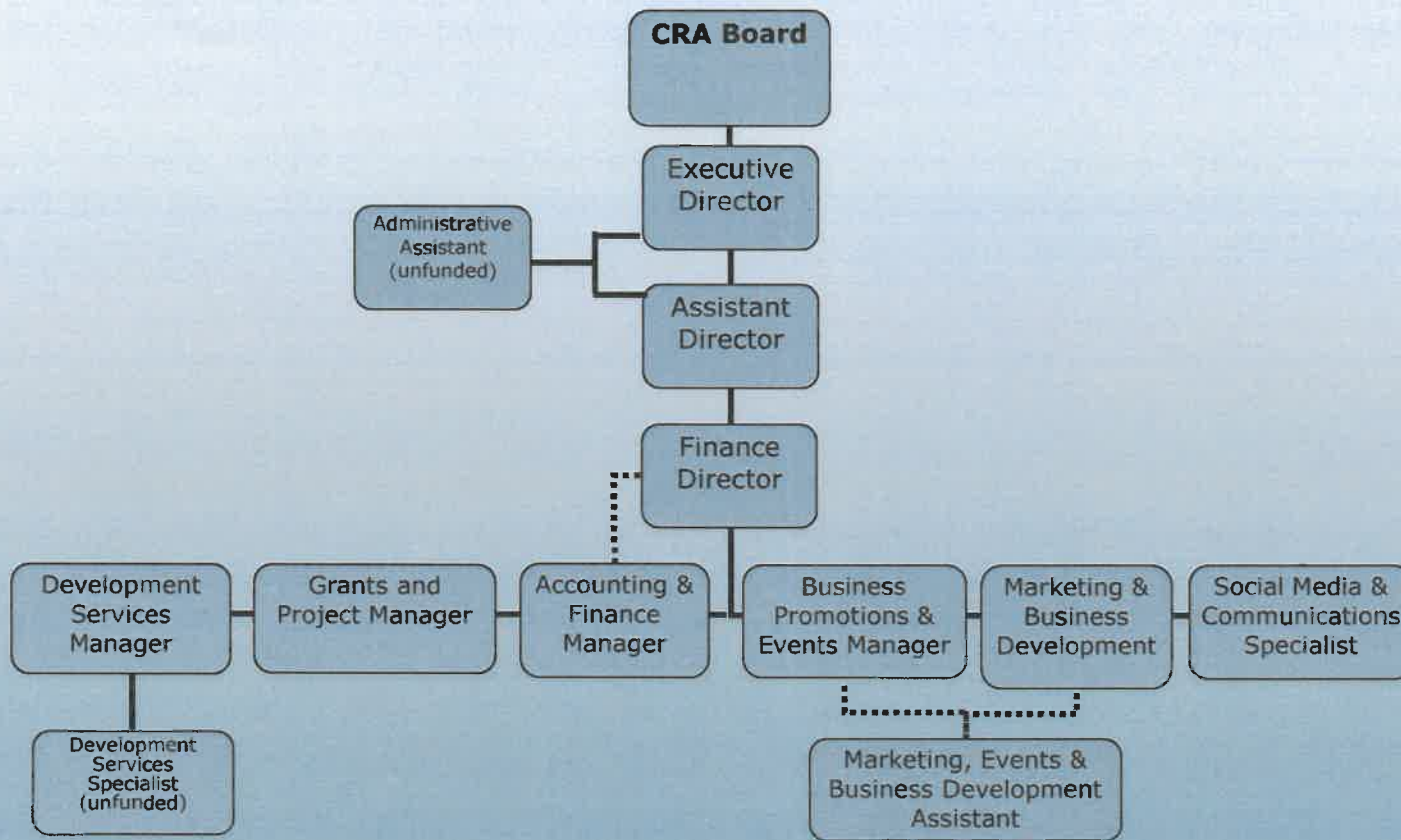 CRA Board
Executive
Director
Administrative
Assistant
(unfunded)
Assistant
Director
Finance
Director
Development
Services
Manager
Grants and
Project Manager
Accounting &
Finance
Manager
Business
Promotions &
Events Manager
Marketing &
Business
Development
Social Media &
Communications
Specialist
Development
Services
Specialist
(unfunded)
Marketing, Events &
Business Development
Assistant